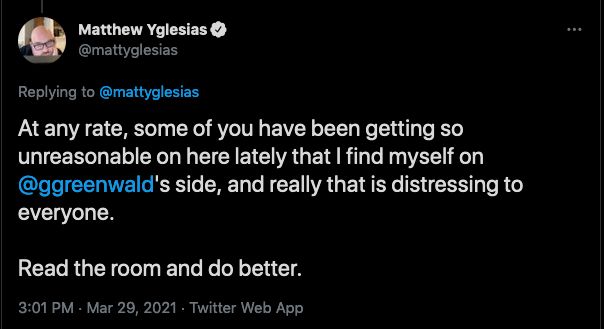 Matthew Yglesias
@mattyglesias
Replying to @mattyglesias
At any rate, some of you have been getting so
unreasonable on here lately that I find myself on
@ggreenwald's side, and really that is distressing to
everyone.
Read the room and do better.
3:01 PM · Mar 29, 2021 · Twitter Web App